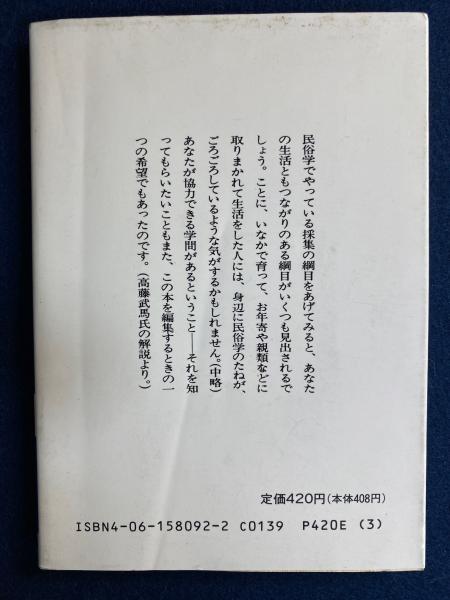 民俗学でやっている採集の綱目をあげてみると、あなた
の生活ともつながりのある綱目がいくつも見出されるで
しょう。ことに、いなかで育って、お年寄や親類などに
取りまかれて生活をした人には、身辺に民俗学のたねが、
ごろごろしているような気がするかもしれません。(中略)
あなたが協力できる学問があるということ——それを知
ってもらいたいこともまた、この本を編集するときの一
つの希望でもあったのです。(高藤武馬氏の解説より。)
定価420円(本体408円)
ISBN4-06-158092-2 C0139 P420E (3)